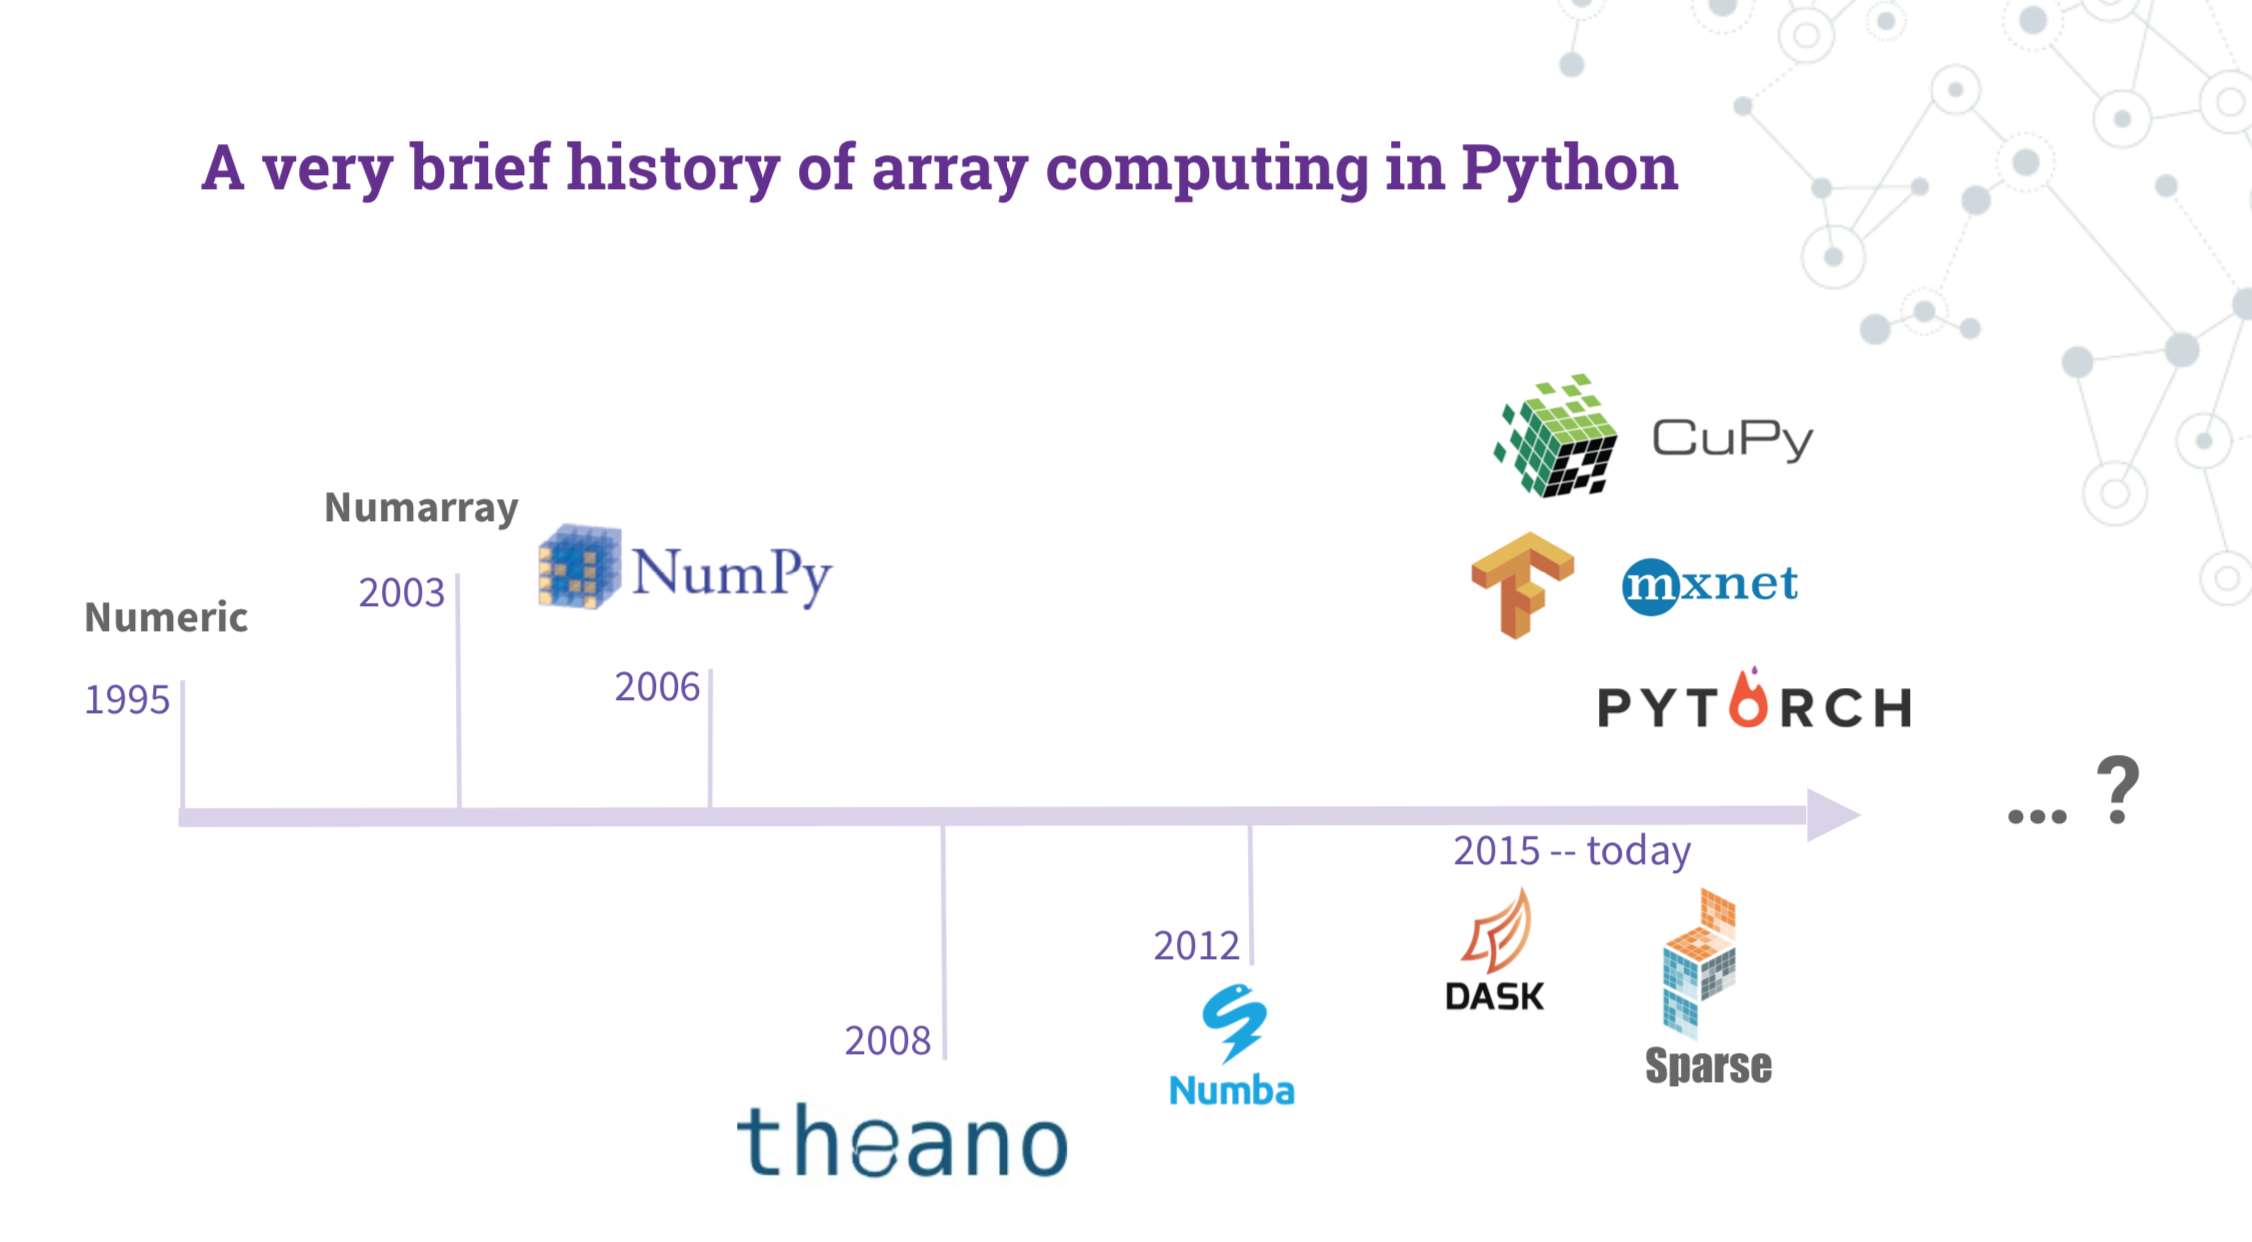 A very brief history of array computing in Python
CuPy
Numarray
NumPy
2003
mxnet
Numeric
1995
2006
PYTORCH
... ?
2015 -- today
2012
DASK
2008
Numba
Sparse
theano